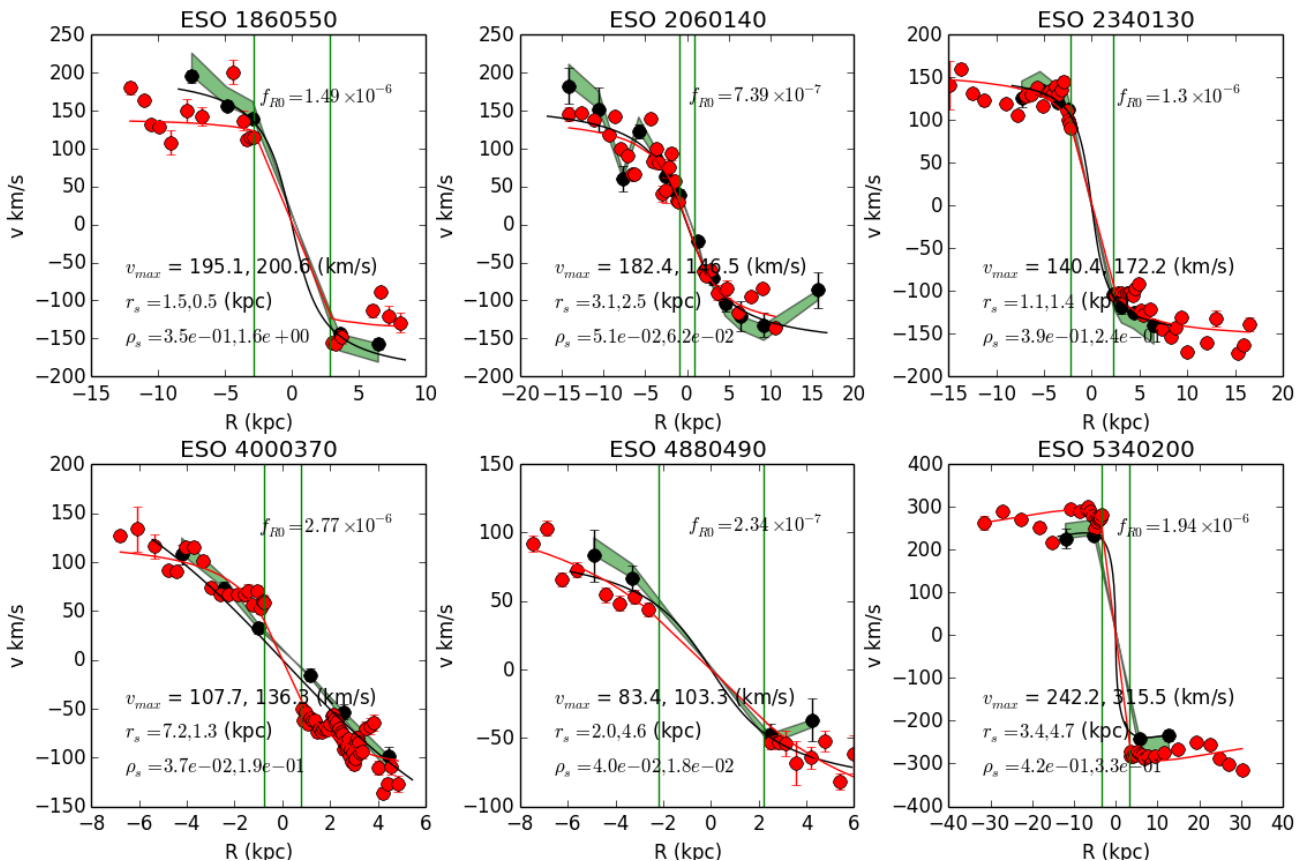 ESO 1860550
ESO 2060140
ESO 2340130
v km/s
200
150
100
50
0
−50
−100
−150
−200
f_R0 = 1.49 ×10^-6
v_max = 195.1, 200.6 (km/s)
r_s = 1.5,0.5 (kpc)
ρ_s = 3.5e−01,1.6e+00
−15 −10 −5 0 5 10
R (kpc)
v km/s
250
200
150
100
50
0
−50
−100
−150
−200
f_R0 = 7.39 ×10^-7
v_max = 182.4, 146.5 (km/s)
r_s = 3.1,2.5 (kpc)
ρ_s = 5.1e−02,6.2e−02
−20 −15 −10 −5 0 5 10 15 20
R (kpc)
v km/s
200
150
100
50
0
−50
−100
−150
−200
f_R0 = 1.3 ×10^-6
v_max = 140.4, 172.2 (km/s)
r_s = 1.1,1.4 (kpc)
ρ_s = 3.9e−01,2.4e−01
−15 −10 −5 0 5 10 15 20
R (kpc)
ESO 4000370
ESO 4880490
ESO 5340200
v km/s
200
150
100
50
0
−50
−100
−150
f_R0 = 2.77 ×10^-6
v_max = 107.7, 136.3 (km/s)
r_s = 7.2,1.3 (kpc)
ρ_s = 3.7e−02,1.9e−01
−8 −6 −4 −2 0 2 4 6
R (kpc)
v km/s
150
100
50
0
−50
−100
f_R0 = 2.34 ×10^-7
v_max = 83.4, 103.3 (km/s)
r_s = 2.0,4.6 (kpc)
ρ_s = 4.0e−02,1.8e−02
−8 −6 −4 −2 0 2 4 6
R (kpc)
v km/s
400
300
200
100
0
−100
−200
−300
−400
f_R0 = 1.94 ×10^-6
v_max = 242.2, 315.5 (km/s)
r_s = 3.4,4.7 (kpc)
ρ_s = 4.2e−01,3.3e−01
−40 −30 −20 −10 0 10 20 30 40
R (kpc)